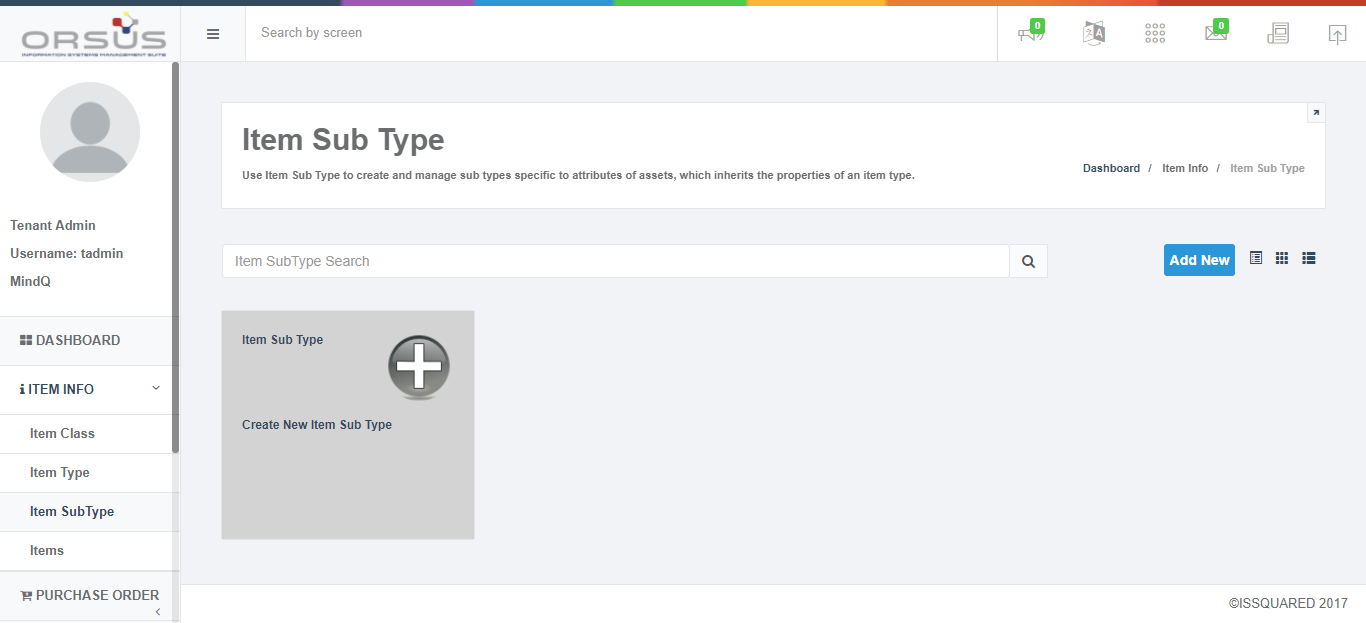 ORSUS
INFORMATION SYSTEMS MANAGEMENT SUITE
Search by screen
0
0
Tenant Admin
Username: tadmin
MindQ
DASHBOARD
ITEM INFO
Item Class
Item Type
Item SubType
Items
PURCHASE ORDER
Item Sub Type
Use Item Sub Type to create and manage sub types specific to attributes of assets, which inherits the properties of an item type.
Dashboard / Item Info / Item Sub Type
Item SubType Search
Add New
Item Sub Type
Create New Item Sub Type
©ISSQUARED 2017